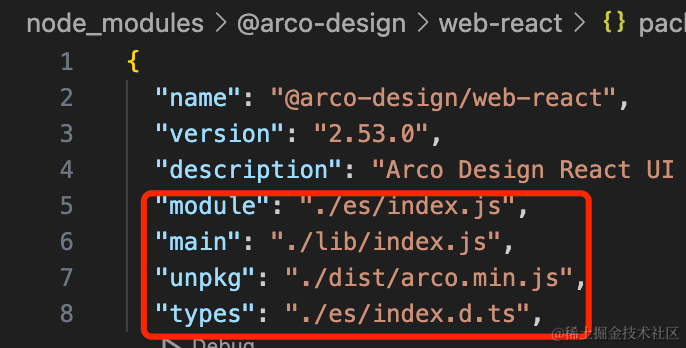 node_modules > @arco-design > web-react > {} pac
1 {
2 "name": "@arco-design/web-react",
3 "version": "2.53.0",
4 "description": "Arco Design React UI
5 "module": "./es/index.js",
6 "main": "./lib/index.js",
7 "unpkg": "./dist/arco.min.js",
8 "types": "./es/index.d.ts",
Debug
@稀土掘金技术社区